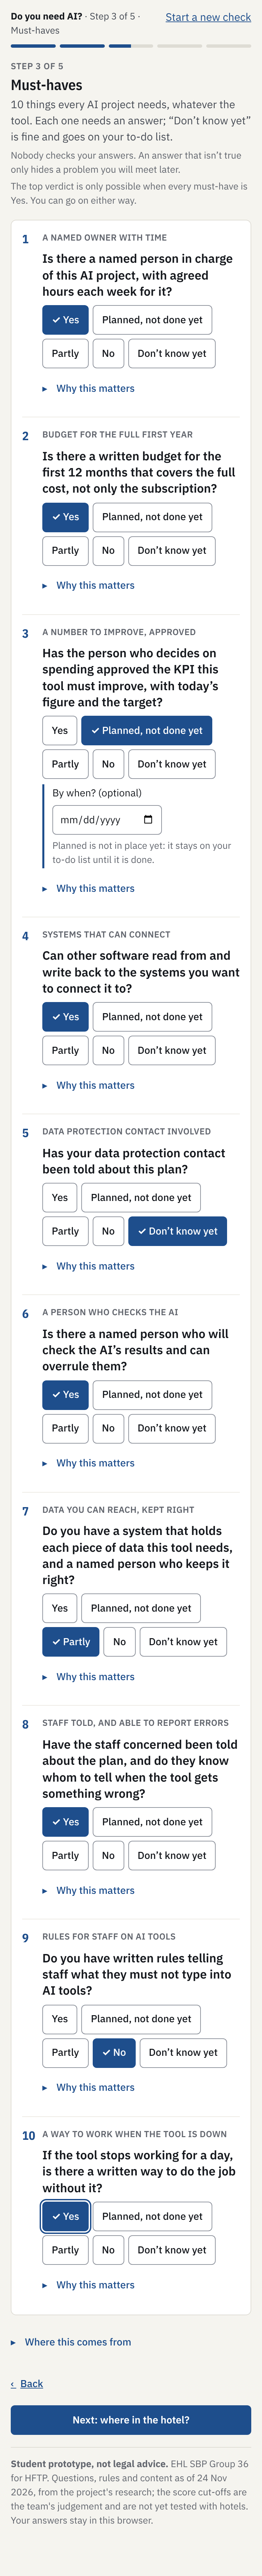 Do you need AI? · Step 3 of 5 ·
Must-haves
Start a new check
STEP 3 OF 5
Must-haves
10 things every AI project needs, whatever the
tool. Each one needs an answer; “Don’t know yet”
is fine and goes on your to-do list.
Nobody checks your answers. An answer that isn’t true
only hides a problem you will meet later.
The top verdict is only possible when every must-have is
Yes. You can go on either way.
1 A NAMED OWNER WITH TIME
Is there a named person in charge
of this AI project, with agreed
hours each week for it?
✓ Yes Planned, not done yet
Partly No Don’t know yet
▸ Why this matters
2 BUDGET FOR THE FULL FIRST YEAR
Is there a written budget for the
first 12 months that covers the full
cost, not only the subscription?
✓ Yes Planned, not done yet
Partly No Don’t know yet
▸ Why this matters
3 A NUMBER TO IMPROVE, APPROVED
Has the person who decides on
spending approved the KPI this
tool must improve, with today’s
figure and the target?
Yes ✓ Planned, not done yet
Partly No Don’t know yet
By when? (optional)
mm/dd/yyyy
Planned is not in place yet: it stays on your
to-do list until it is done.
▸ Why this matters
4 SYSTEMS THAT CAN CONNECT
Can other software read from and
write back to the systems you want
to connect it to?
✓ Yes Planned, not done yet
Partly No Don’t know yet
▸ Why this matters
5 DATA PROTECTION CONTACT INVOLVED
Has your data protection contact
been told about this plan?
Yes Planned, not done yet
Partly No ✓ Don’t know yet
▸ Why this matters
6 A PERSON WHO CHECKS THE AI
Is there a named person who will
check the AI’s results and can
overrule them?
✓ Yes Planned, not done yet
Partly No Don’t know yet
▸ Why this matters
7 DATA YOU CAN REACH, KEPT RIGHT
Do you have a system that holds
each piece of data this tool needs,
and a named person who keeps it
right?
Yes Planned, not done yet
✓ Partly No Don’t know yet
▸ Why this matters
8 STAFF TOLD, AND ABLE TO REPORT ERRORS
Have the staff concerned been told
about the plan, and do they know
whom to tell when the tool gets
something wrong?
✓ Yes Planned, not done yet
Partly No Don’t know yet
▸ Why this matters
9 RULES FOR STAFF ON AI TOOLS
Do you have written rules telling
staff what they must not type into
AI tools?
Yes Planned, not done yet
Partly ✓ No Don’t know yet
▸ Why this matters
10 A WAY TO WORK WHEN THE TOOL IS DOWN
If the tool stops working for a day,
is there a written way to do the job
without it?
✓ Yes Planned, not done yet
Partly No Don’t know yet
▸ Why this matters
▸ Where this comes from
‹ Back
Next: where in the hotel?
Student prototype, not legal advice. EHL SBP Group 36
for HFTP. Questions, rules and content as of 24 Nov
2026, from the project’s research; the score cut-offs are
the team's judgement and are not yet tested with hotels.
Your answers stay in this browser.